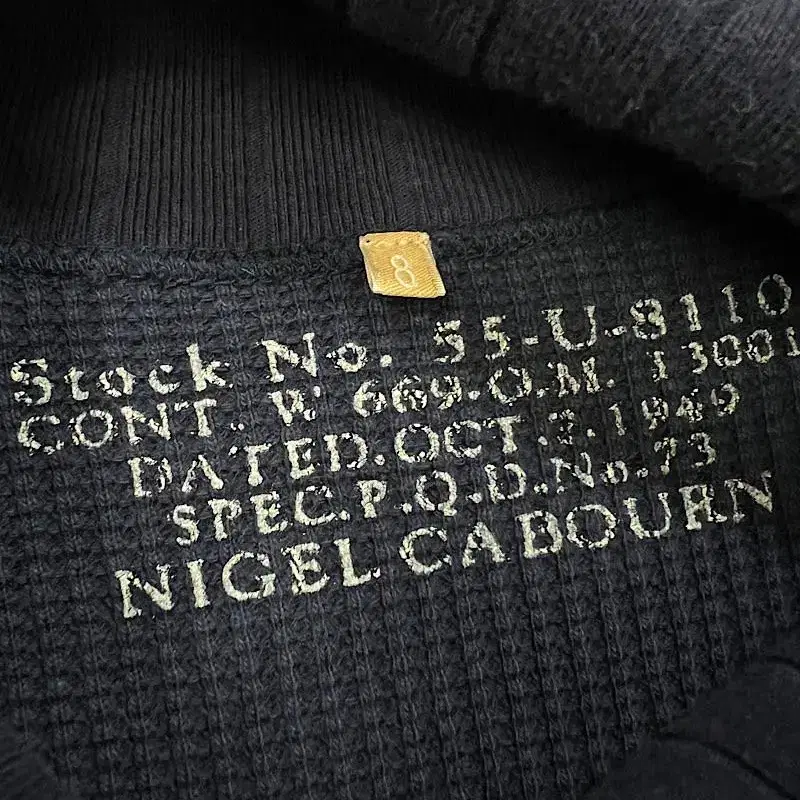 8
Stock No. 55-U-8110
CONT. W 669.O.M. 13001
DATED.OCT.3.1949
SPEC.P.Q.D.No.73
NIGEL CABOURN